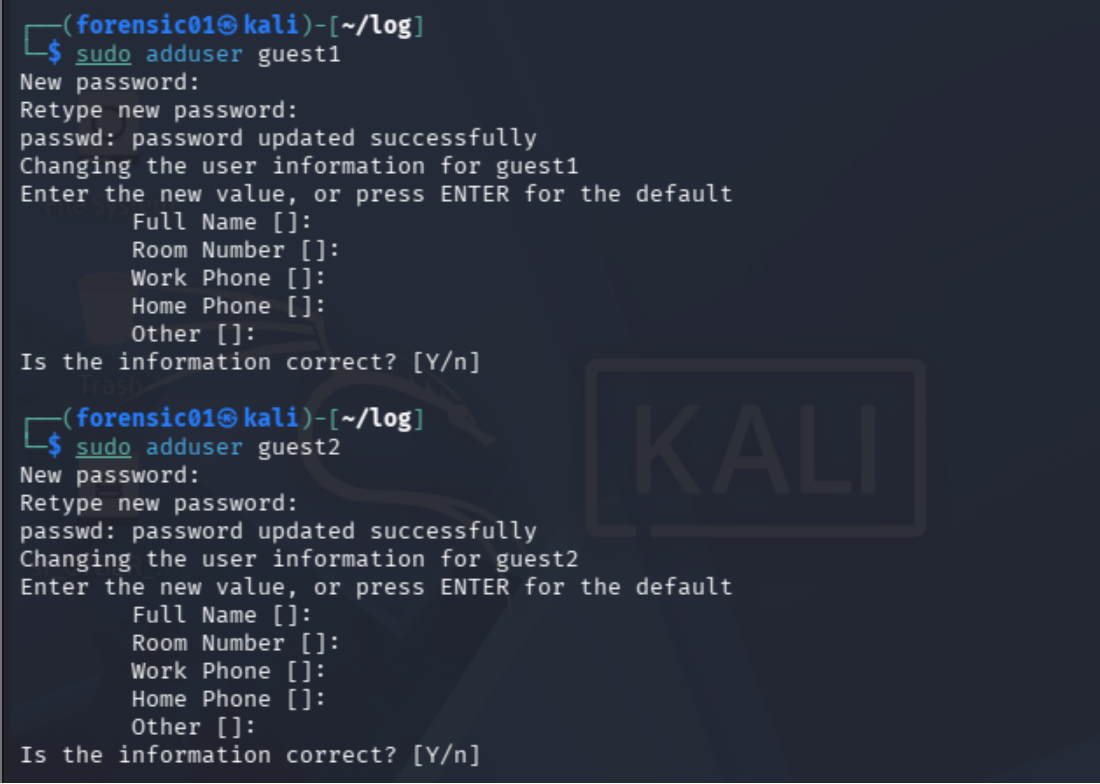 ┌──(forensic01㉿kali)-[~/log]
└─$ sudo adduser guest1
New password:
Retype new password:
passwd: password updated successfully
Changing the user information for guest1
Enter the new value, or press ENTER for the default
        Full Name []:
        Room Number []:
        Work Phone []:
        Home Phone []:
        Other []:
Is the information correct? [Y/n]
Trash
┌──(forensic01㉿kali)-[~/log]
└─$ sudo adduser guest2
KALI
New password:
Retype new password:
passwd: password updated successfully
Changing the user information for guest2
Enter the new value, or press ENTER for the default
        Full Name []:
        Room Number []:
        Work Phone []:
        Home Phone []:
        Other []:
Is the information correct? [Y/n]